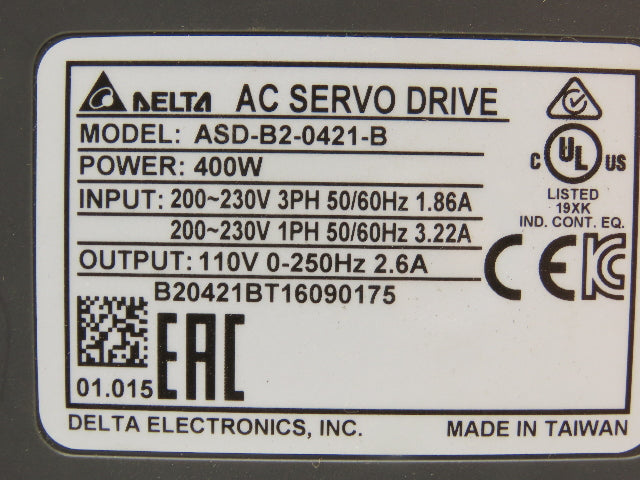 DELTA AC SERVO DRIVE
MODEL: ASD-B2-0421-B
POWER: 400W
INPUT: 200~230V 3PH 50/60Hz 1.86A
200~230V 1PH 50/60Hz 3.22A
OUTPUT: 110V 0-250Hz 2.6A
B20421BT16090175
01.015
EAC
C UL US
LISTED
19XK
IND. CONT. EQ.
CE KC
DELTA ELECTRONICS, INC. MADE IN TAIWAN